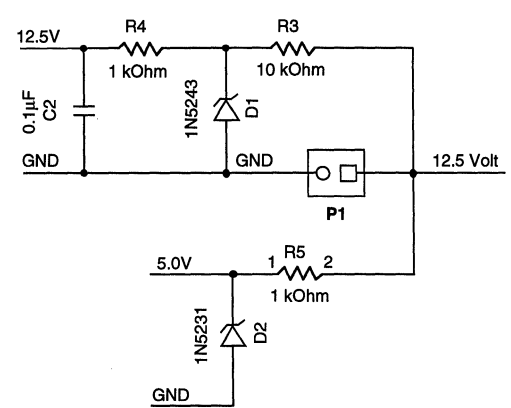 12.5V
R4
R3
1 kOhm
10 kOhm
0.1µF
C2
1N5243
D1
GND
GND
12.5 Volt
P1
5.0V
1
R5
2
1 kOhm
1N5231
D2
GND